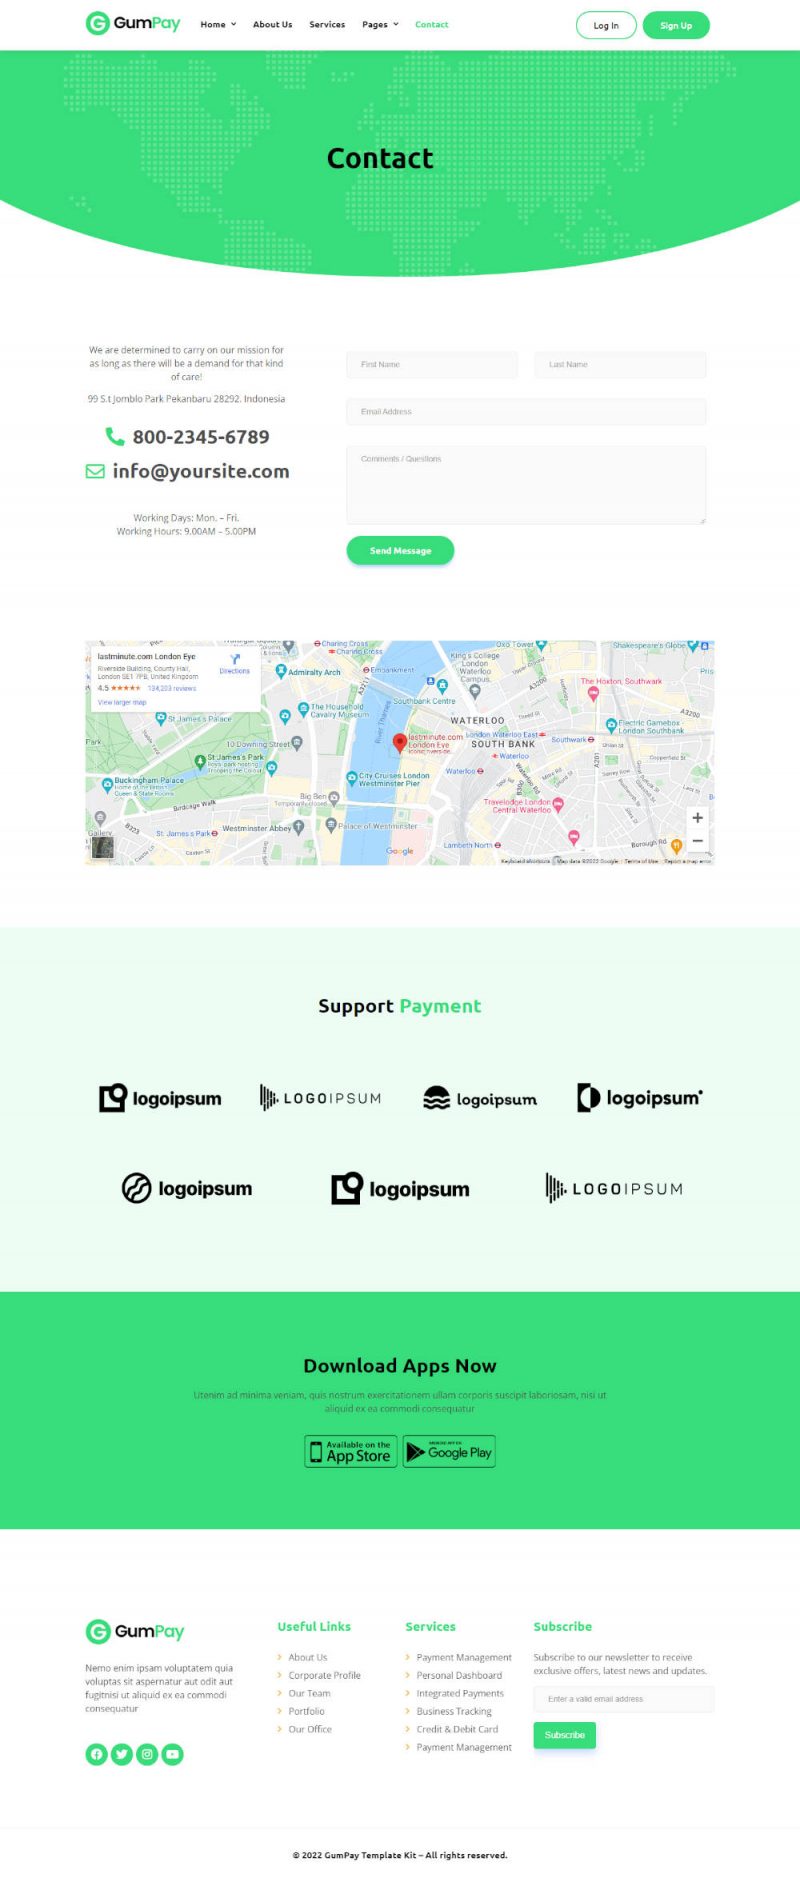 GumPay
Home
About Us
Services
Pages
Contact
Log In
Sign Up
Contact
We are determined to carry on our mission for
as long as there will be a demand for that kind
of care!
99 S.t Jomblo Park Pekanbaru 28292. Indonesia
800-2345-6789
info@yoursite.com
Working Days: Mon. – Fri.
Working Hours: 9.00AM – 5.00PM
First Name
Last Name
Email Address
Comments / Questions
Send Message
lastminute.com London Eye
Riverside Building, County Hall,
London SE1 7PB, United Kingdom
4.5
134,203 reviews
View larger map
Directions
Charing Cross
Charing Cross
Embankment
Admiralty Arch
The Household
Cavalry Museum
St James's Palace
10 Downing Street
St James's Park
Buckingham Palace
Birdcage Walk
St. James's Park
Westminster Abbey
Big Ben
Temporarily closed
Palace of Westminster
City Cruises London
Westminster Pier
River Thames
King's College
London
Waterloo
Campus
Southbank Centre
WATERLOO
SOUTH BANK
London Waterloo East
Waterloo
Waterloo
lastminute.com
London Eye
Oxo Tower
Shakespeare's Globe
The Hoxton, Southwark
Electric Gamebox -
London Southbank
Southwark
Travelodge London
Central Waterloo
Lambeth North
Borough Rd
Google
Keyboard shortcuts
Map data ©2022 Google
Terms of Use
Report a map error
Support Payment
logoipsum
LOGOIPSUM
logoipsum
logoipsum
logoipsum
logoipsum
LOGOIPSUM
Download Apps Now
Utenim ad minima veniam, quis nostrum exercitationem ullam corporis suscipit laboriosam, nisi ut
aliquid ex ea commodi consequatur
Available on the
App Store
Google Play
GumPay
Nemo enim ipsam voluptatem quia
voluptas sit aspernatur aut odit aut
fugitnisi ut aliquid ex ea commodi
consequatur
Useful Links
About Us
Corporate Profile
Our Team
Portfolio
Our Office
Services
Payment Management
Personal Dashboard
Integrated Payments
Business Tracking
Credit & Debit Card
Payment Management
Subscribe
Subscribe to our newsletter to receive
exclusive offers, latest news and updates.
Enter a valid email address
Subscribe
© 2022 GumPay Template Kit – All rights reserved.